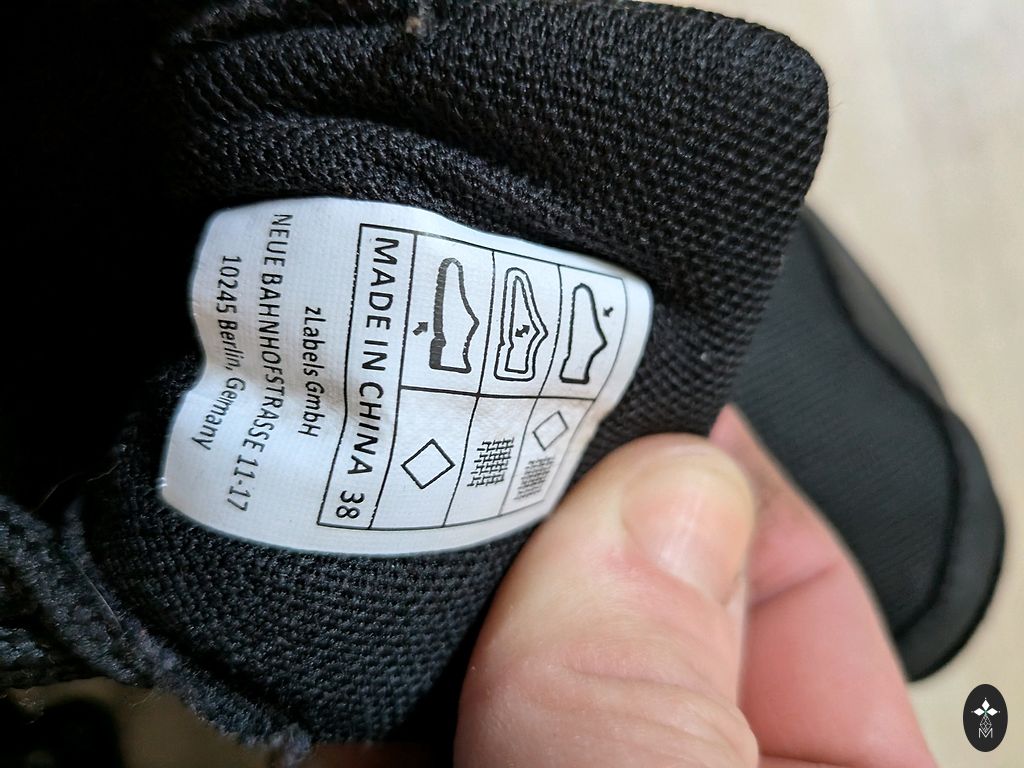 MADE IN CHINA 38
zLabels GmbH
NEUE BAHNHOFSTRASSE 11-17
10245 Berlin, Germany
M